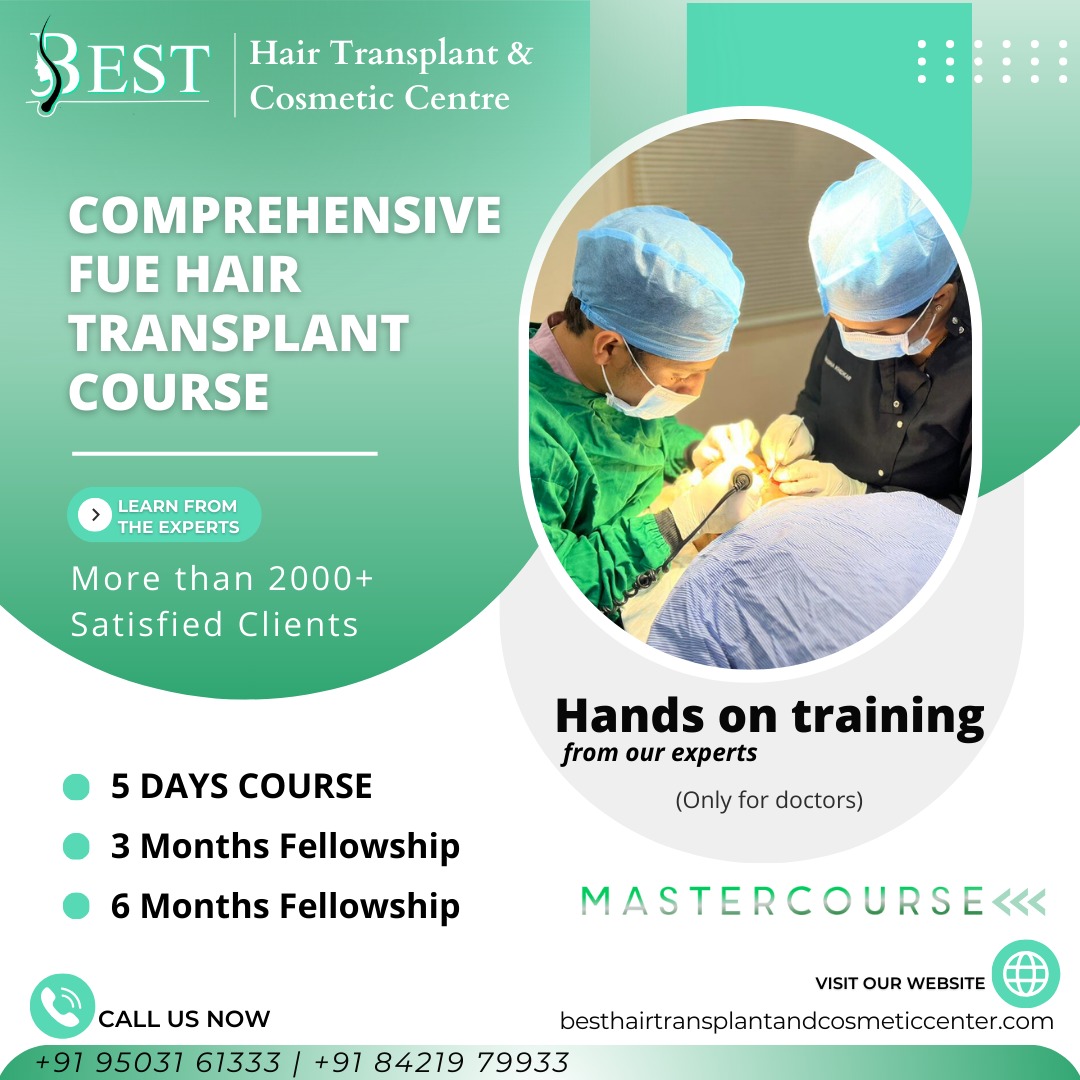 BEST
Hair Transplant &
Cosmetic Centre
COMPREHENSIVE
FUE HAIR
TRANSPLANT
COURSE
LEARN FROM
THE EXPERTS
More than 2000+
Satisfied Clients
Hands on training
from our experts
(Only for doctors)
5 DAYS COURSE
3 Months Fellowship
6 Months Fellowship
MASTERCOURSE
VISIT OUR WEBSITE
besthairtransplantandcosmeticcenter.com
CALL US NOW
+91 95031 61333 | +91 84219 79933